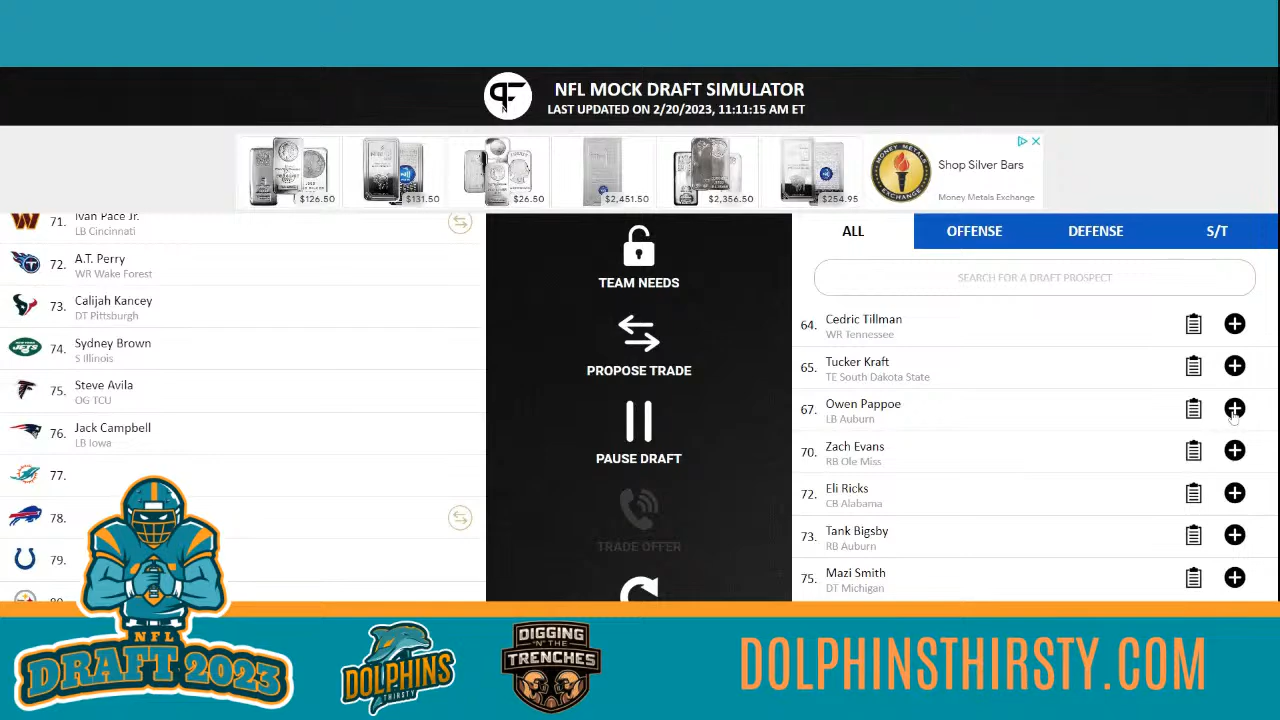 NFL MOCK DRAFT SIMULATOR
LAST UPDATED ON 2/20/2023, 11:11:15 AM ET
$126.50
$131.50
$26.50
$2,451.50
$2,356.50
$254.95
MONEY METALS
EXCHANGE
Shop Silver Bars
Money Metals Exchange
71. Ivan Pace Jr.
LB Cincinnati
72. A.T. Perry
WR Wake Forest
73. Calijah Kancey
DT Pittsburgh
74. Sydney Brown
S Illinois
75. Steve Avila
OG TCU
76. Jack Campbell
LB Iowa
77.
78.
79.
TEAM NEEDS
PROPOSE TRADE
PAUSE DRAFT
TRADE OFFER
ALL OFFENSE DEFENSE S/T
SEARCH FOR A DRAFT PROSPECT
64. Cedric Tillman
WR Tennessee
65. Tucker Kraft
TE South Dakota State
67. Owen Pappoe
LB Auburn
70. Zach Evans
RB Ole Miss
72. Eli Ricks
CB Alabama
73. Tank Bigsby
RB Auburn
75. Mazi Smith
DT Michigan
NFL
DRAFT 2023
DOLPHINS
THIRSTY
DIGGING
"N" THE
TRENCHES
DOLPHINSTHIRSTY.COM